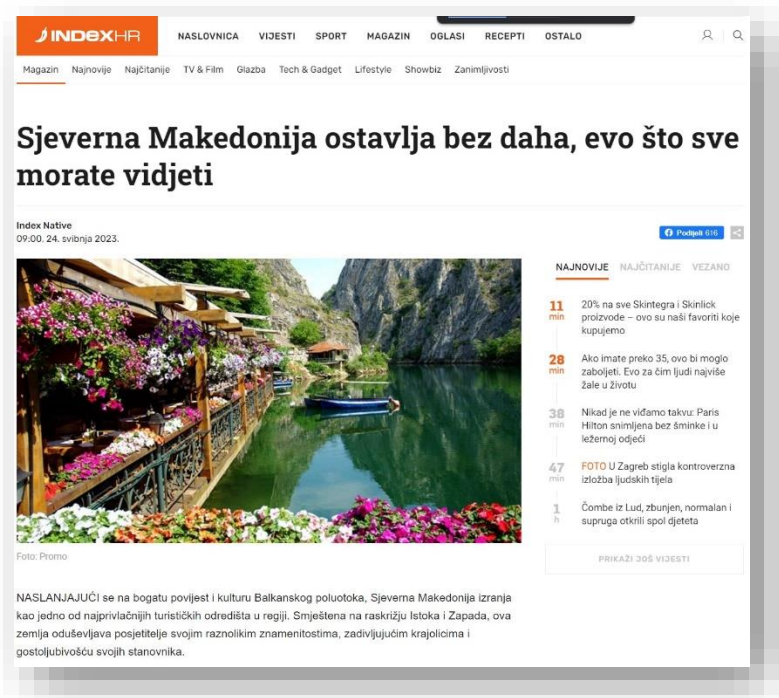 INDEXHR
NASLOVNICA VIJESTI SPORT MAGAZIN OGLASI RECEPTI OSTALO
Magazin Najnovije Najčitanije TV & Film Glazba Tech & Gadget Lifestyle Showbiz Zanimljivosti
Sjeverna Makedonija ostavlja bez daha, evo što sve
morate vidjeti
Index Native
09:00, 24. svibnja 2023.
Podijeli 616
NAJNOVIJE NAJČITANIJE VEZANO
11 min
20% na sve Skintegra i Skinlick
proizvode – ovo su naši favoriti koje
kupujemo
28 min
Ako imate preko 35, ovo bi moglo
zaboljeti. Evo za čim ljudi najviše
žale u životu
38 min
Nikad je ne viđamo takvu: Paris
Hilton snimljena bez šminke i u
ležernoj odjeći
47 min
FOTO U Zagreb stigla kontroverzna
izložba ljudskih tijela
1 h
Čombe iz Lud, zbunjen, normalan i
supruga otkrili spol djeteta
PRIKAŽI JOŠ VIJESTI
Foto: Promo
NASLANJAJUĆI se na bogatu povijest i kulturu Balkanskog poluotoka, Sjeverna Makedonija izranja
kao jedno od najprivlačnijih turističkih odredišta u regiji. Smještena na raskrižju Istoka i Zapada, ova
zemlja oduševljava posjetitelje svojim raznolikim znamenitostima, zadivljujućim krajolicima i
gostoljubivošću svojih stanovnika.